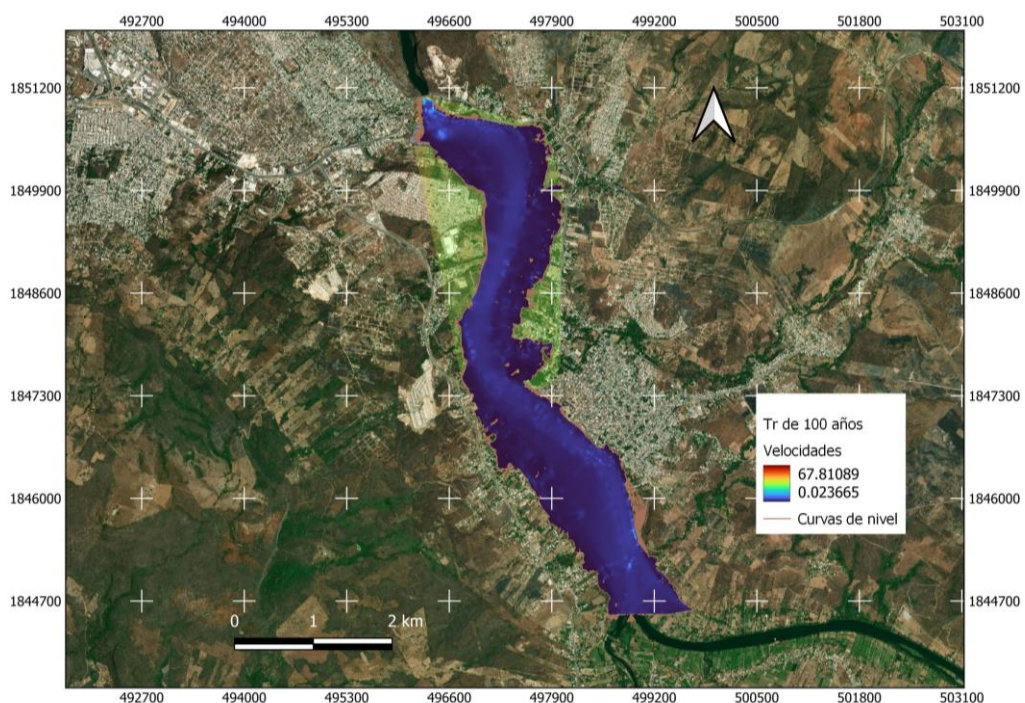 492700 494000 495300 496600 497900 499200 500500 501800 503100
1851200 1851200
1849900 1849900
1848600 1848600
1847300 1847300
Tr de 100 años
Velocidades
67.81089
0.023665
Curvas de nivel
1846000 1846000
1844700 1844700
0 1 2 km
492700 494000 495300 496600 497900 499200 500500 501800 503100